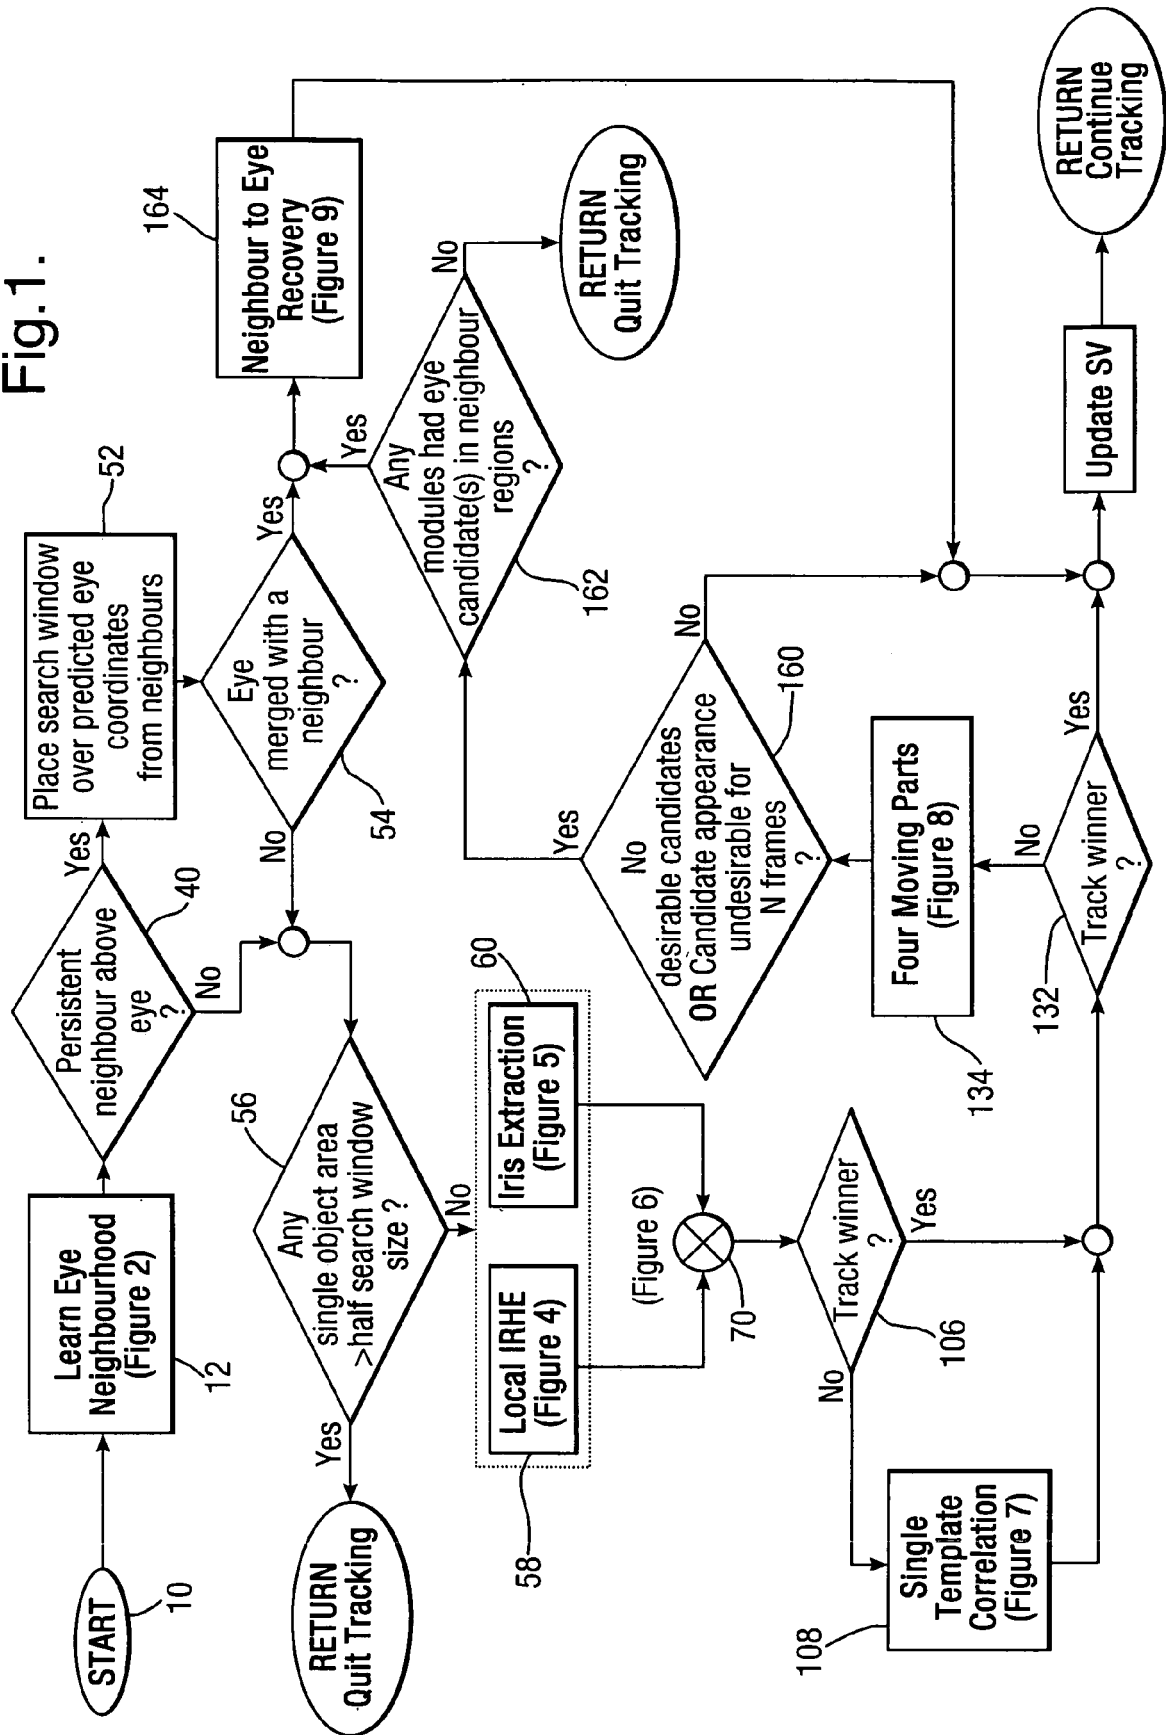 Fig.1.
START
10
Learn Eye
Neighbourhood
(Figure 2)
12
Persistent
neighbour above
eye
?
40
Yes
No
Place search window
over predicted eye
coordinates
from neighbours
52
Eye
merged with a
neighbour
?
54
Yes
No
Neighbour to Eye
Recovery
(Figure 9)
164
Any
single object area
>half search window
size ?
56
Yes
No
RETURN
Quit Tracking
Local IRHE
(Figure 4)
58
Iris Extraction
(Figure 5)
60
(Figure 6)
70
Track winner
?
106
No
Yes
Single
Template
Correlation
(Figure 7)
108
Track winner
?
132
No
Yes
Four Moving Parts
(Figure 8)
134
No
desirable candidates
OR Candidate appearance
undesirable for
N frames
?
160
Yes
No
Any
modules had eye
candidate(s) in neighbour
regions
?
162
Yes
No
RETURN
Quit Tracking
Update SV
RETURN
Continue
Tracking